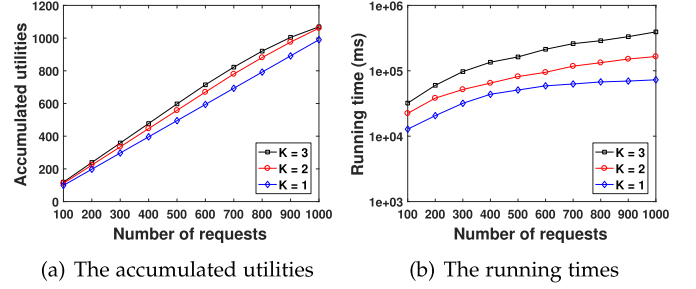 1200
1000
800
600
400
200
0
Accumulated utilities
K = 3
K = 2
K = 1
100 200 300 400 500 600 700 800 900 1000
Number of requests
(a) The accumulated utilities
1e+06
1e+05
1e+04
1e+03
Running time (ms)
K = 3
K = 2
K = 1
100 200 300 400 500 600 700 800 900 1000
Number of requests
(b) The running times